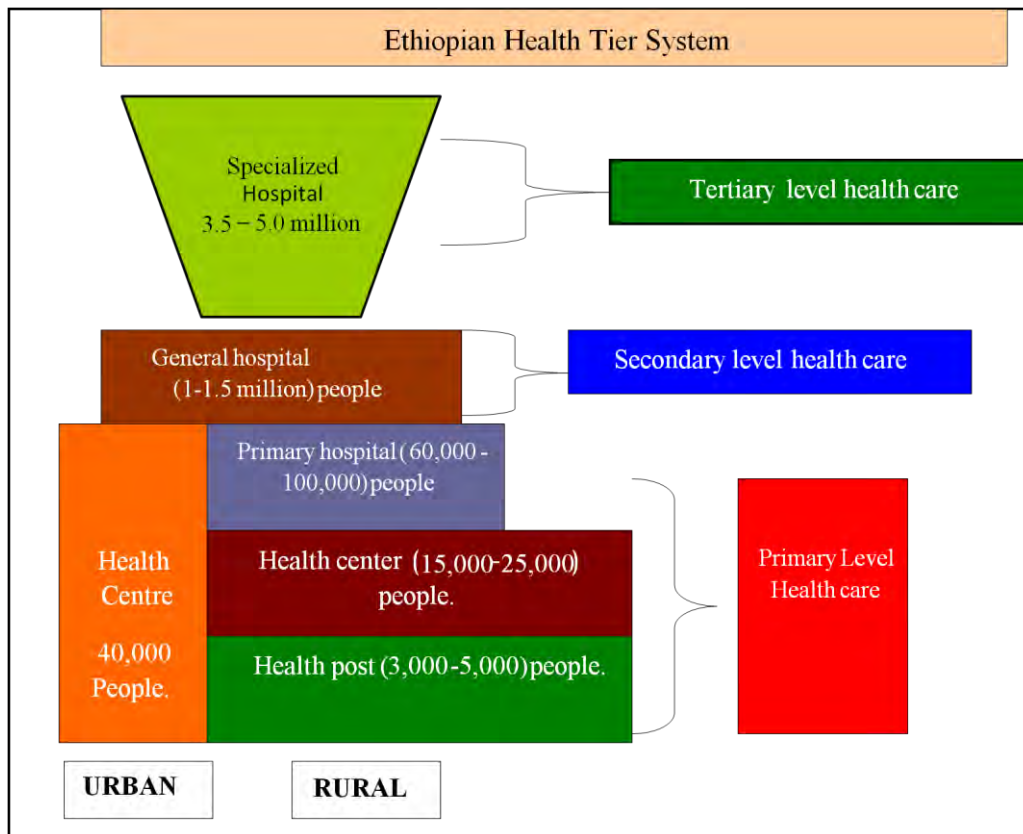 Ethiopian Health Tier System
Specialized
Hospital
3.5 – 5.0 million
Tertiary level health care
General hospital
(1-1.5 million) people
Secondary level health care
Primary hospital (60,000 -
100,000) people
Health
Centre
40,000
People.
Health center (15,000-25,000)
people.
Health post (3,000-5,000) people.
Primary Level
Health care
URBAN
RURAL